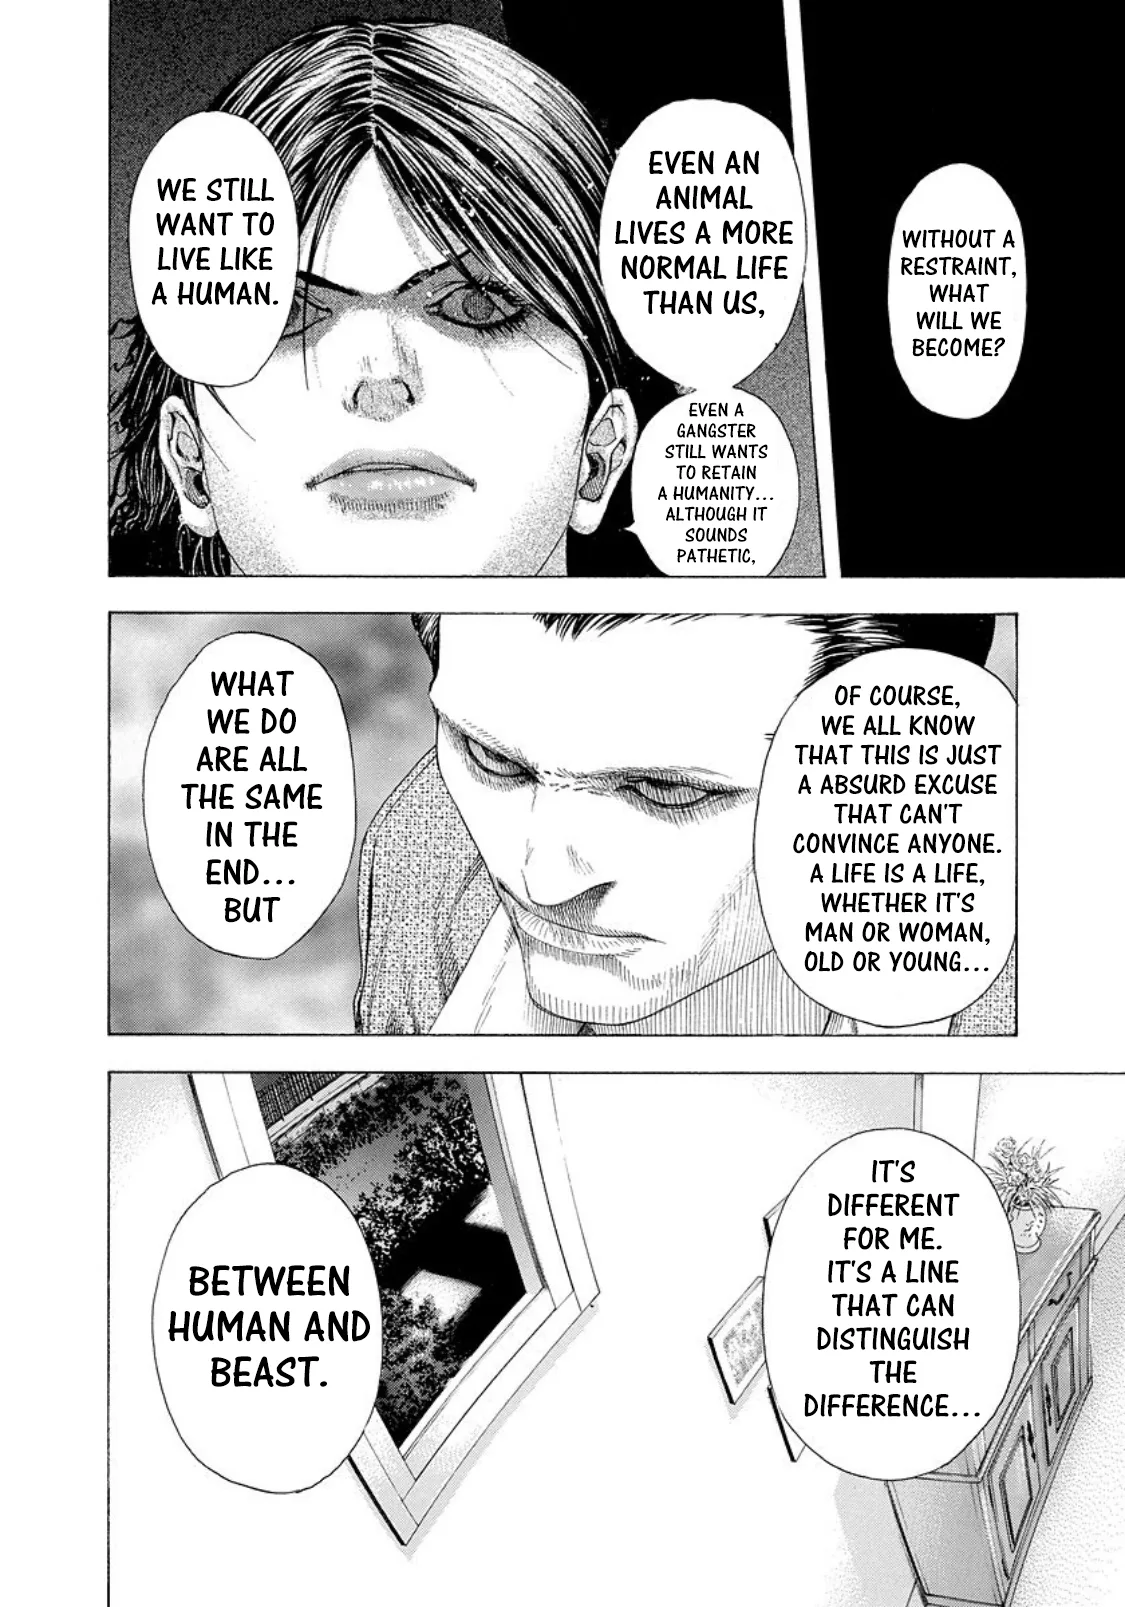 WITHOUT A
RESTRAINT,
WHAT
WILL WE
BECOME?
EVEN AN
ANIMAL
LIVES A MORE
NORMAL LIFE
THAN US,
EVEN A
GANGSTER
STILL WANTS
TO RETAIN
A HUMANITY...
ALTHOUGH IT
SOUNDS
PATHETIC,
WE STILL
WANT TO
LIVE LIKE
A HUMAN.
OF COURSE,
WE ALL KNOW
THAT THIS IS JUST
A ABSURD EXCUSE
THAT CAN'T
CONVINCE ANYONE.
A LIFE IS A LIFE,
WHETHER IT'S
MAN OR WOMAN,
OLD OR YOUNG...
WHAT
WE DO
ARE ALL
THE SAME
IN THE
END...
BUT
IT'S
DIFFERENT
FOR ME.
IT'S A LINE
THAT CAN
DISTINGUISH
THE
DIFFERENCE...
BETWEEN
HUMAN AND
BEAST.